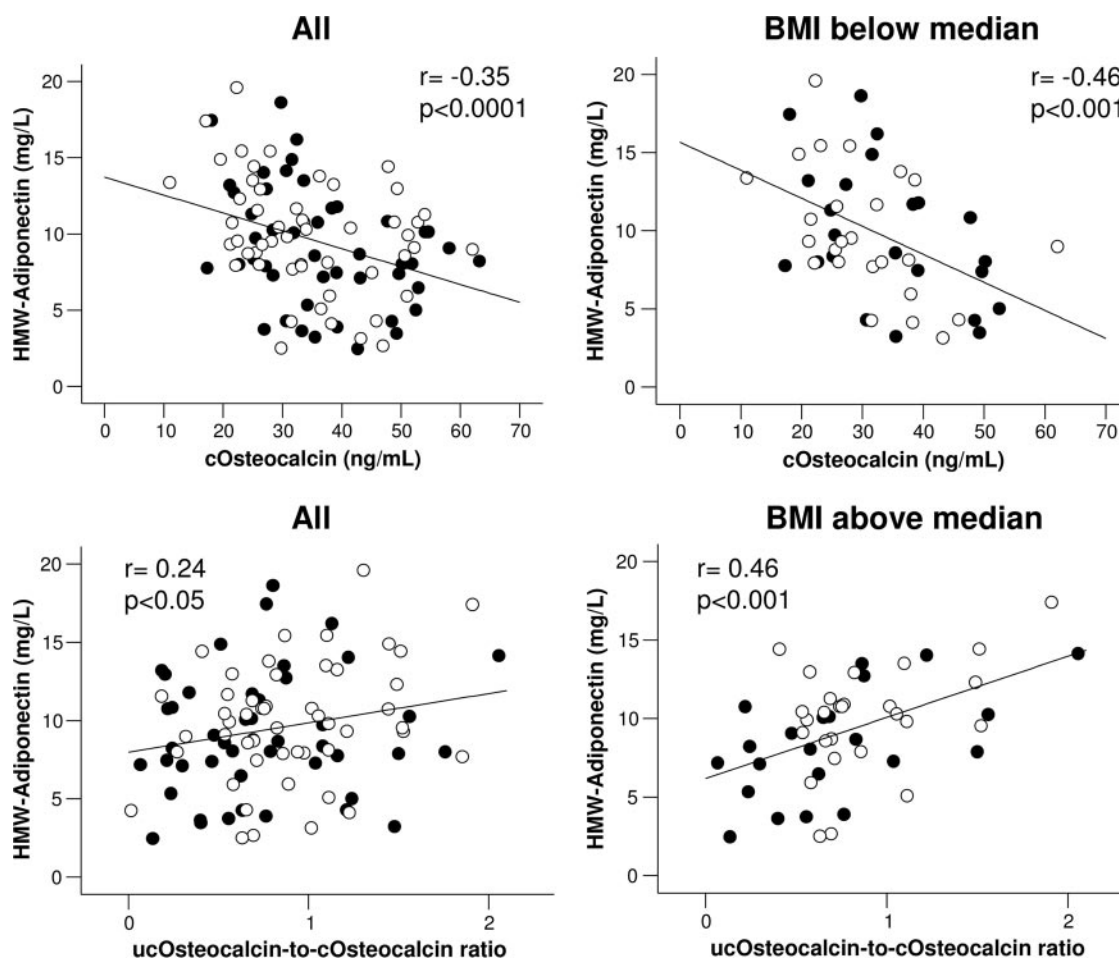 All
HMW-Adiponectin (mg/L)
20
15
10
5
0
r= -0.35
p<0.0001
0 10 20 30 40 50 60 70
cOsteocalcin (ng/mL)
BMI below median
HMW-Adiponectin (mg/L)
20
15
10
5
0
r= -0.46
p<0.001
0 10 20 30 40 50 60 70
cOsteocalcin (ng/mL)
All
HMW-Adiponectin (mg/L)
20
15
10
5
0
r= 0.24
p<0.05
0 1 2
ucOsteocalcin-to-cOsteocalcin ratio
BMI above median
HMW-Adiponectin (mg/L)
20
15
10
5
0
r= 0.46
p<0.001
0 1 2
ucOsteocalcin-to-cOsteocalcin ratio